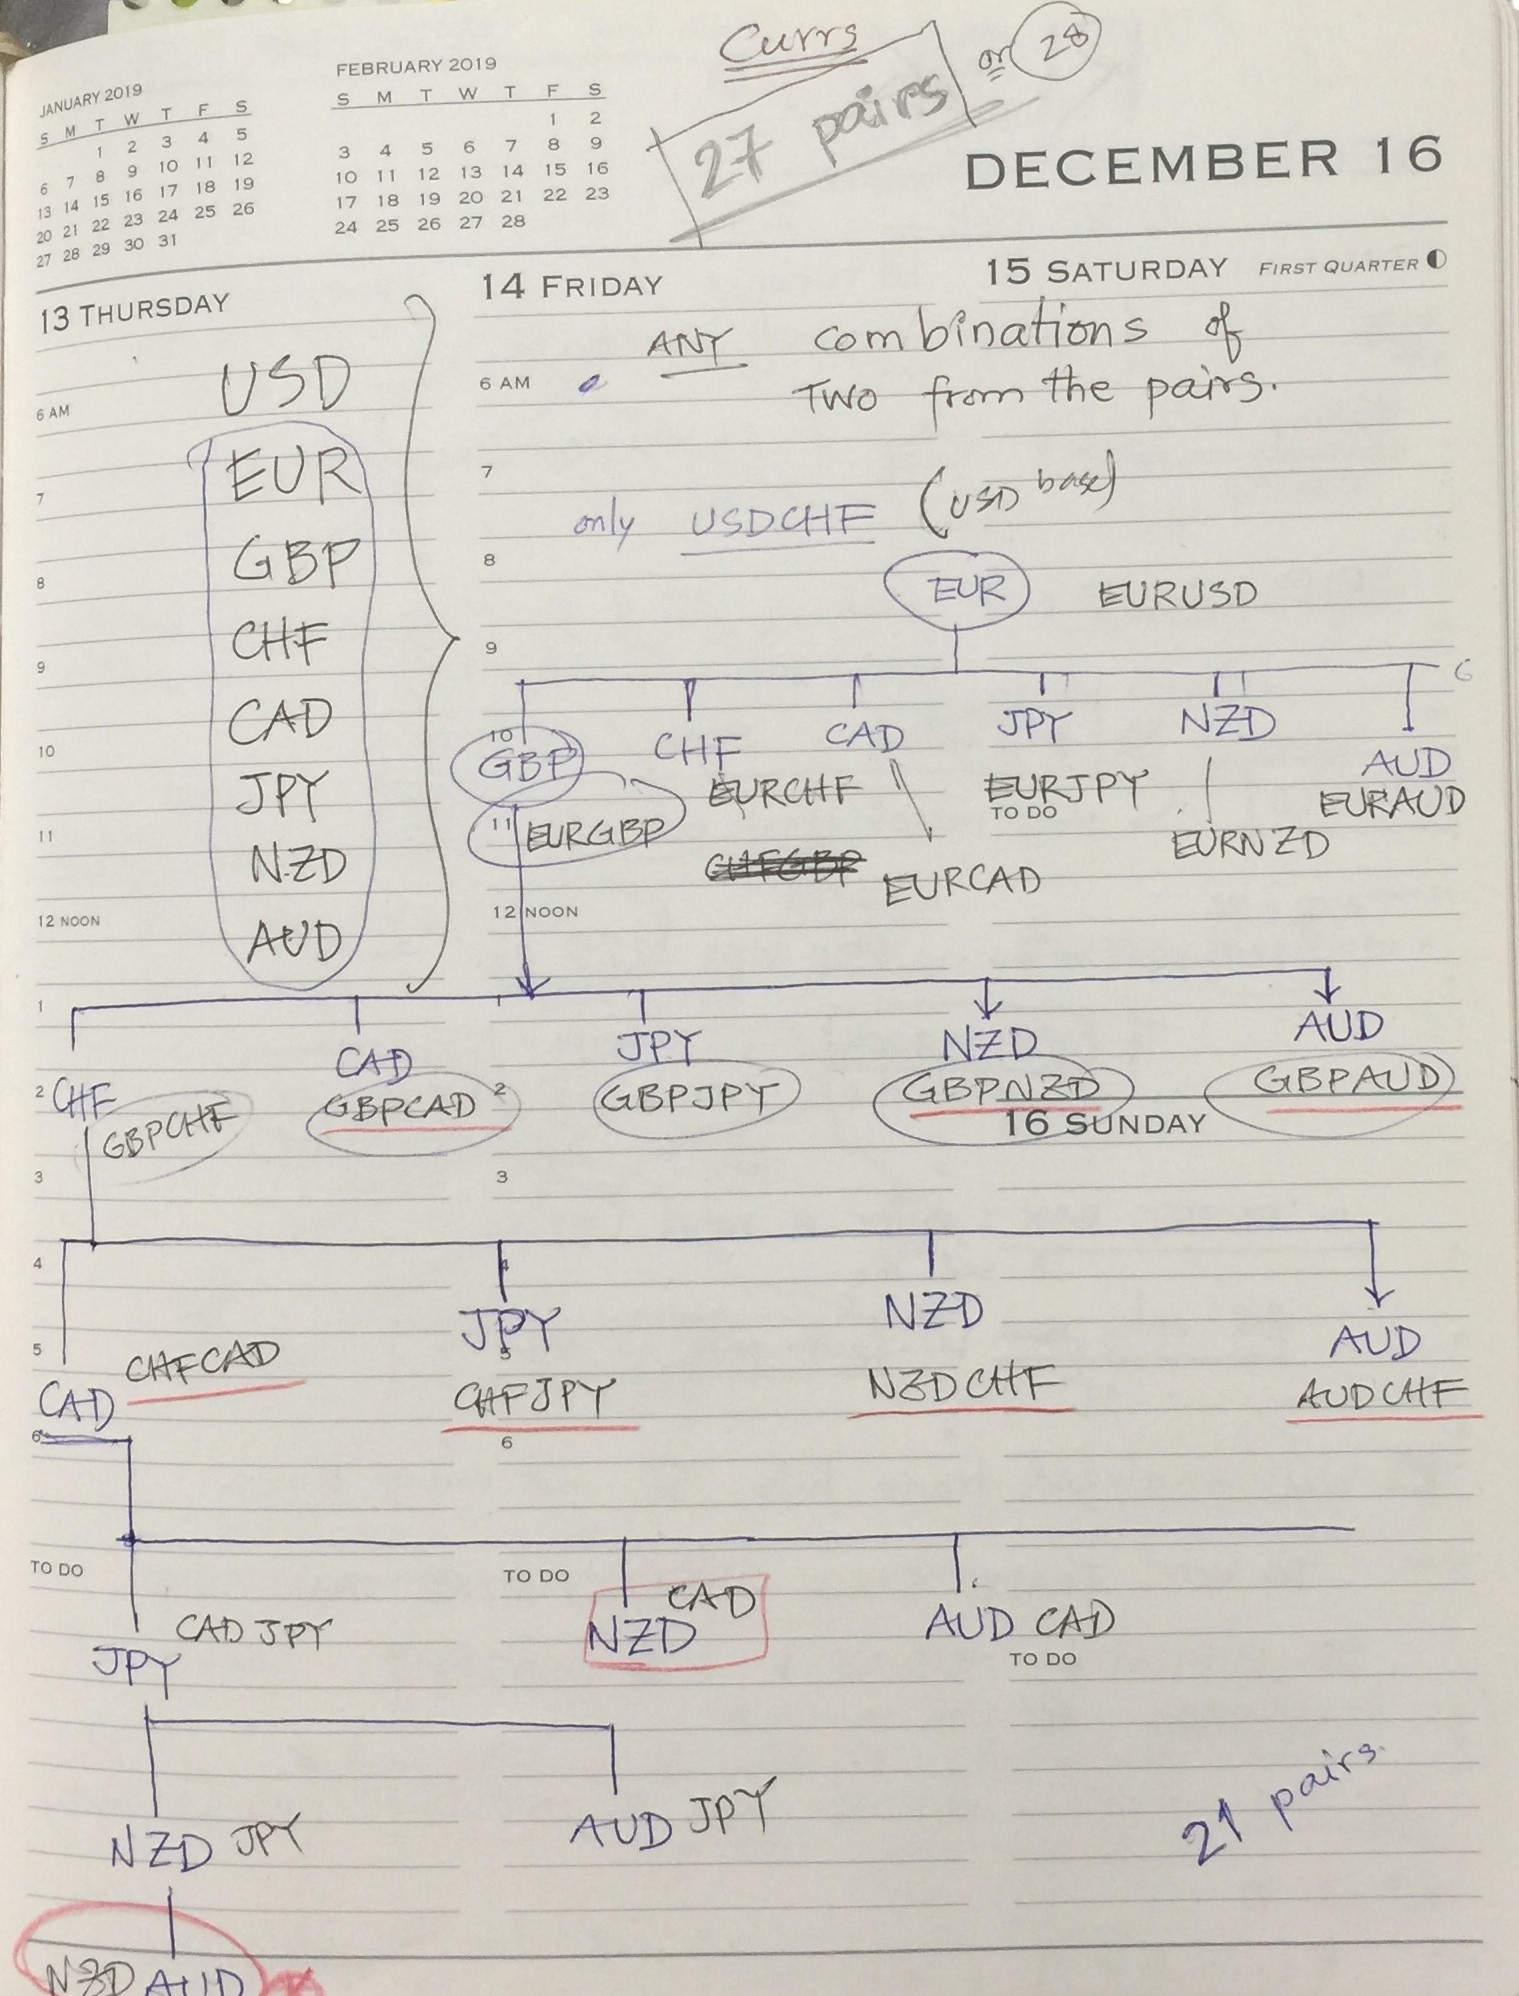 Currs
27 pairs or 28
JANUARY 2019
S M T W T F S
1 2 3 4 5
6 7 8 9 10 11 12
13 14 15 16 17 18 19
20 21 22 23 24 25 26
27 28 29 30 31
FEBRUARY 2019
S M T W T F S
1 2
3 4 5 6 7 8 9
10 11 12 13 14 15 16
17 18 19 20 21 22 23
24 25 26 27 28
DECEMBER 16
13 THURSDAY
USD
6 AM
EUR
7
GBP
8
CHF
9
CAD
10
JPY
11
NZD
12 NOON
AUD
14 FRIDAY
15 SATURDAY FIRST QUARTER
ANY combinations of
6 AM
TWO from the pairs.
7
only USDCHF (USD base)
8
EUR EURUSD
9
6
10
GBP CHF CAD JPY NZD AUD
EURCHF EURJPY EURAUD
TO DO
11 EURGBP EURNZD
CHFGBP EURCAD
12 NOON
1 1
CAD JPY NZD AUD
2 CHF GBPCHF GBPCAD 2 GBPJPY GBPNZD GBPAUD
16 SUNDAY
3 3
4 4
JPY NZD AUD
5 5
CAD CHFCAD CHFJPY NZDCHF AUDCHF
6 6
TO DO TO DO
JPY CAD JPY NZD CAD AUD CAD
TO DO
NZD JPY AUD JPY 21 pairs.
NZD AUD